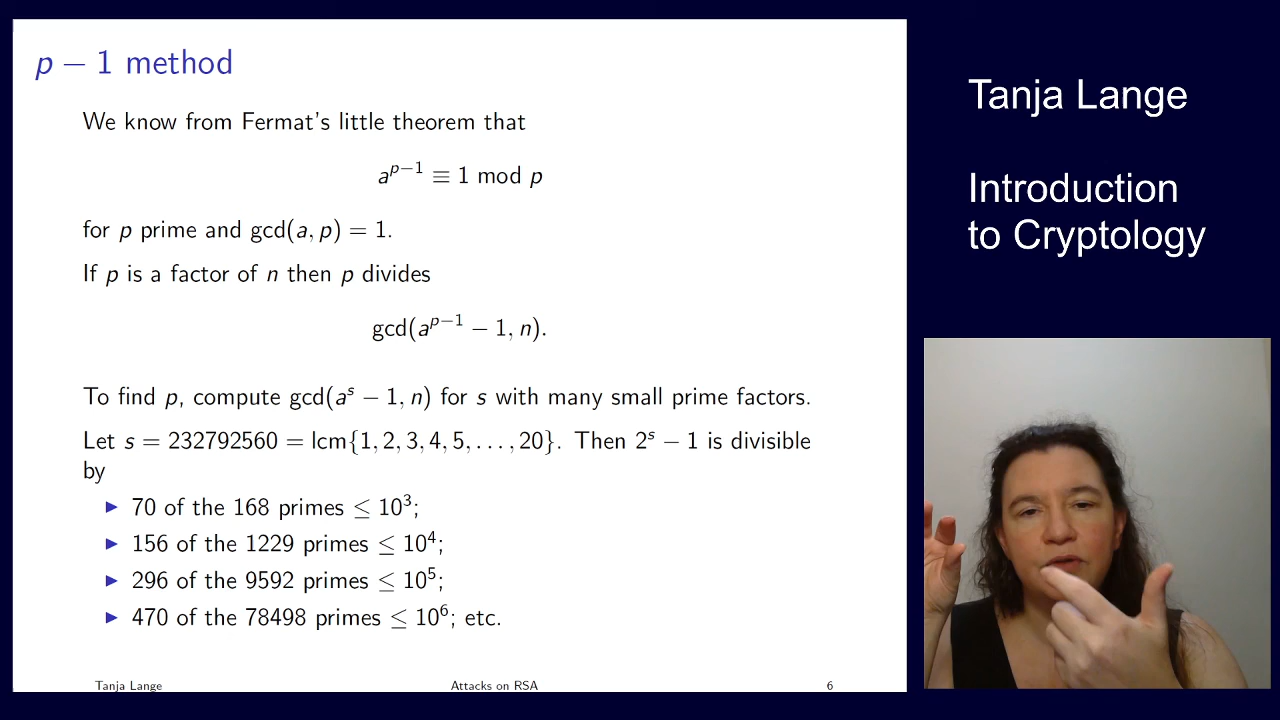 p − 1 method
We know from Fermat's little theorem that
a^{p−1} ≡ 1 mod p
for p prime and gcd(a, p) = 1.
If p is a factor of n then p divides
gcd(a^{p−1} − 1, n).
To find p, compute gcd(a^s − 1, n) for s with many small prime factors.
Let s = 232792560 = lcm{1, 2, 3, 4, 5, . . . , 20}. Then 2^s − 1 is divisible
by
▶ 70 of the 168 primes ≤ 10^3;
▶ 156 of the 1229 primes ≤ 10^4;
▶ 296 of the 9592 primes ≤ 10^5;
▶ 470 of the 78498 primes ≤ 10^6; etc.
Tanja Lange Attacks on RSA 6
Tanja Lange
Introduction
to Cryptology